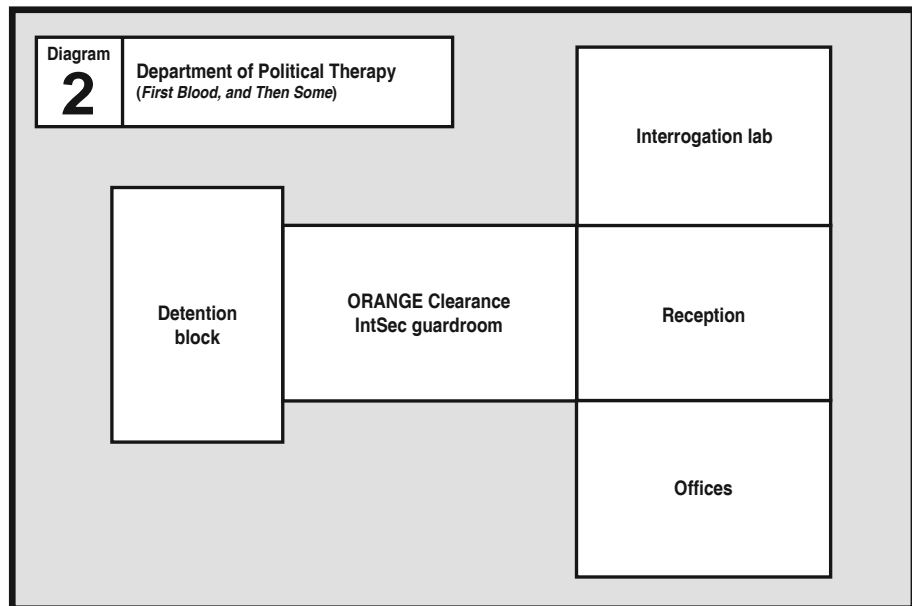 Diagram
2
Department of Political Therapy
(First Blood, and Then Some)
Interrogation lab
Detention
block
ORANGE Clearance
IntSec guardroom
Reception
Offices